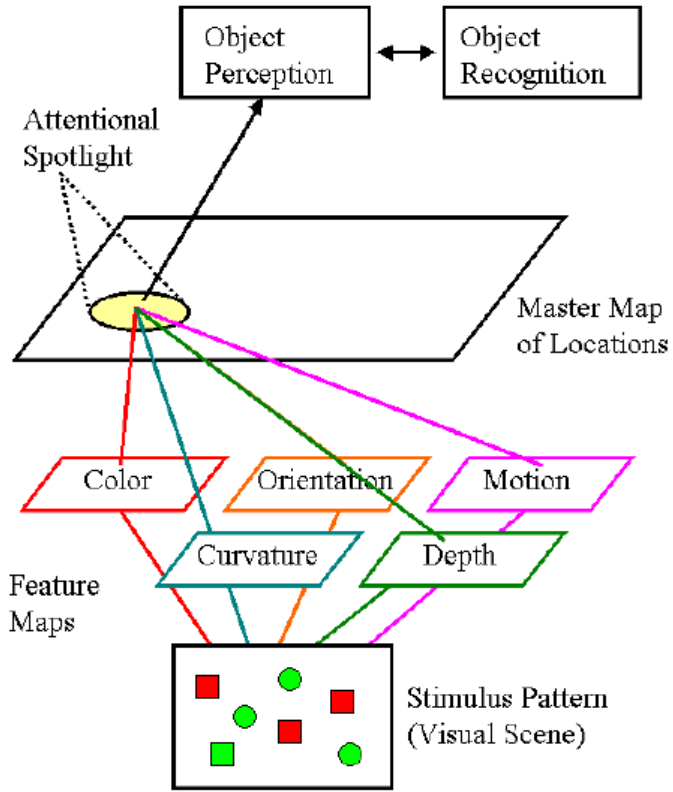 Object
Perception
Object
Recognition
Attentional
Spotlight
Master Map
of Locations
Color
Orientation
Motion
Curvature
Depth
Feature
Maps
Stimulus Pattern
(Visual Scene)